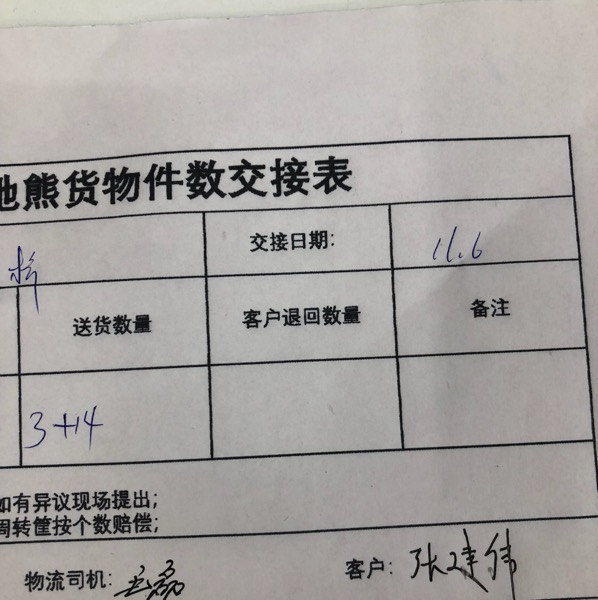 地熊货物件数交接表
交接日期: 11.6
送货数量 客户退回数量 备注
3+14
如有异议现场提出;
周转筐按个数赔偿;
物流司机: 客户: 张建伟